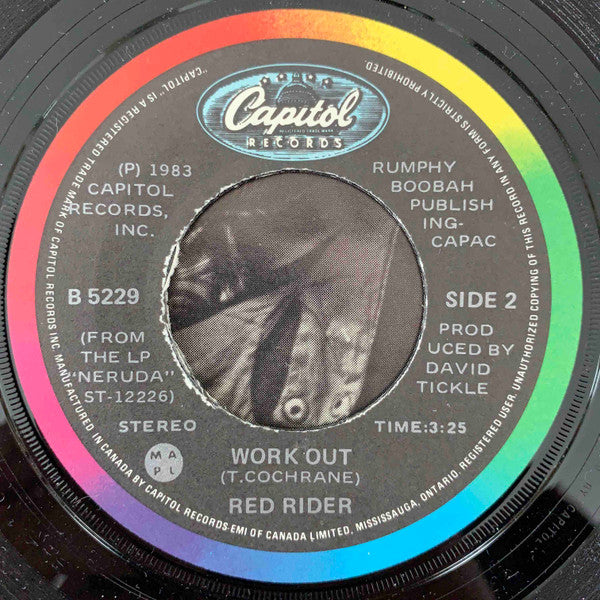 Capitol
REGISTERED TRADE MARK
RECORDS
(P) 1983
CAPITOL
RECORDS,
INC.
RUMPHY
BOOBAH
PUBLISH
ING-
CAPAC
B 5229
SIDE 2
(FROM
THE LP
"NERUDA"
ST-12226)
PROD
UCED BY
DAVID
TICKLE
STEREO
TIME:3:25
M A
P L
WORK OUT
(T.COCHRANE)
RED RIDER
"CAPITOL" IS A REGISTERED TRADE MARK OF CAPITOL RECORDS INC. MANUFACTURED IN CANADA BY CAPITOL RECORDS-EMI OF CANADA LIMITED, MISSISSAUGA, ONTARIO, REGISTERED USER. UNAUTHORIZED COPYING OF THIS RECORD IN ANY FORM IS STRICTLY PROHIBITED.